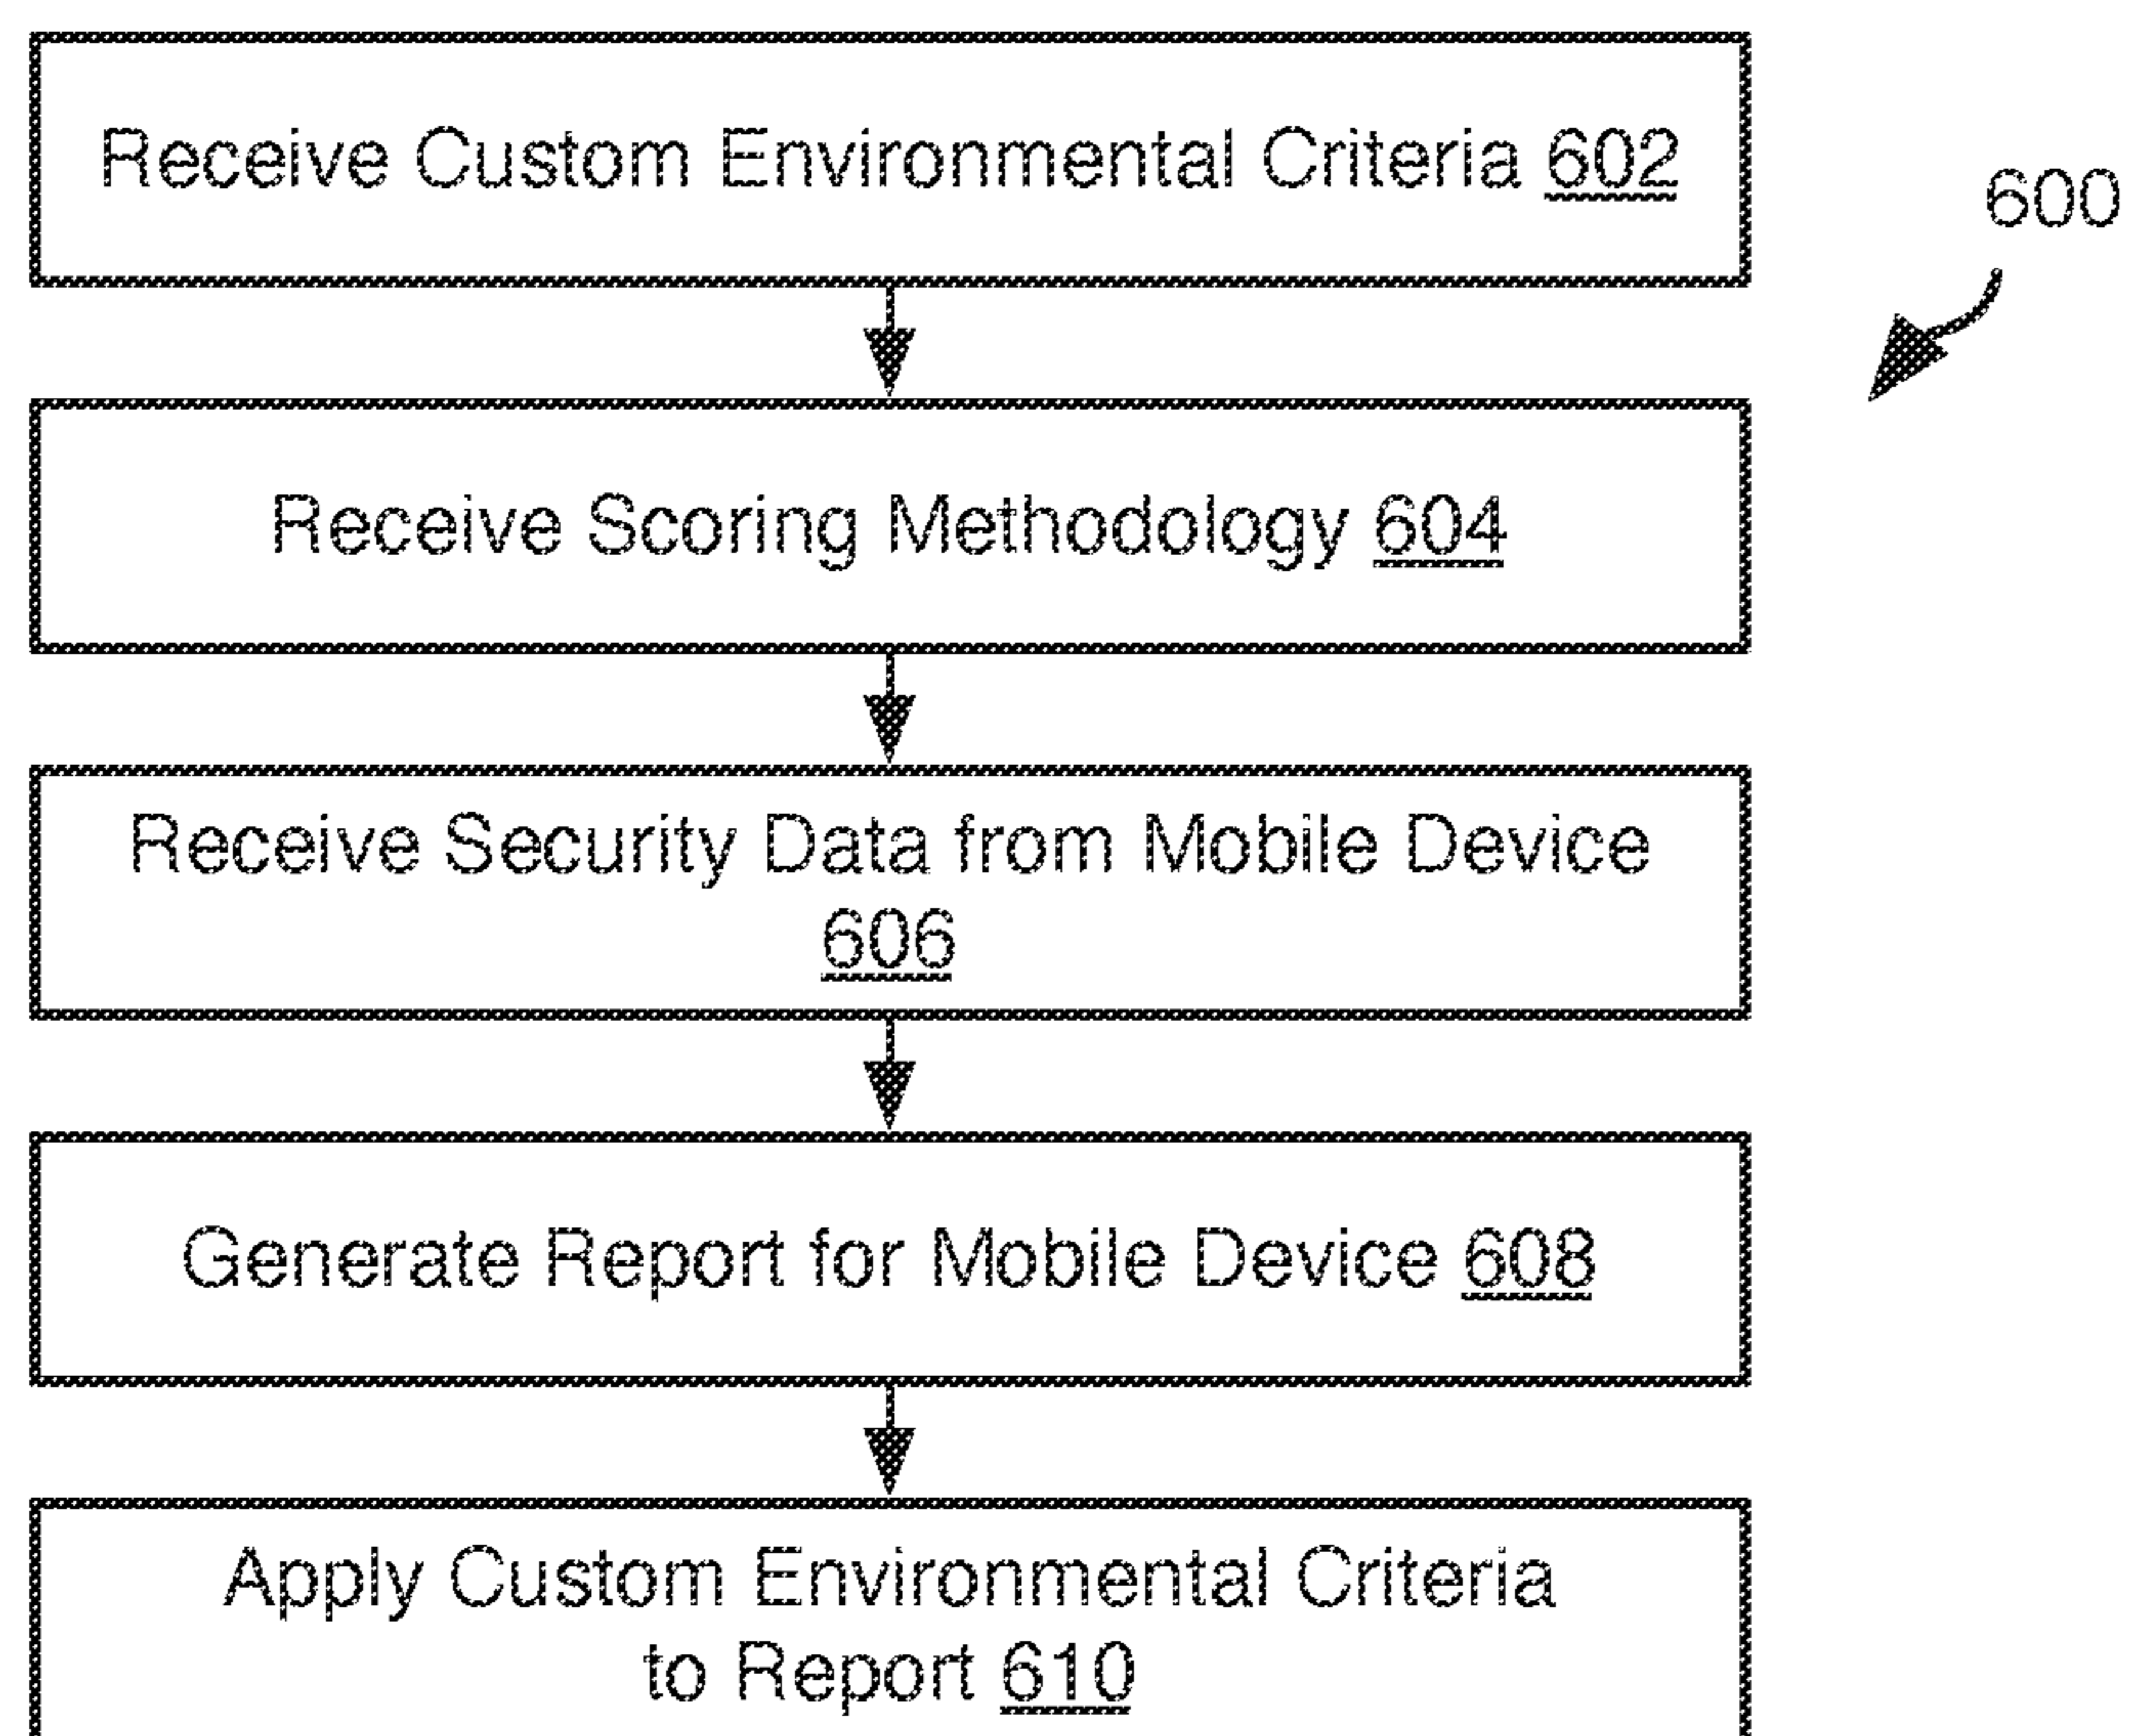 Receive Custom Environmental Criteria 602
600
Receive Scoring Methodology 604
Receive Security Data from Mobile Device
606
Generate Report for Mobile Device 608
Apply Custom Environmental Criteria
to Report 610